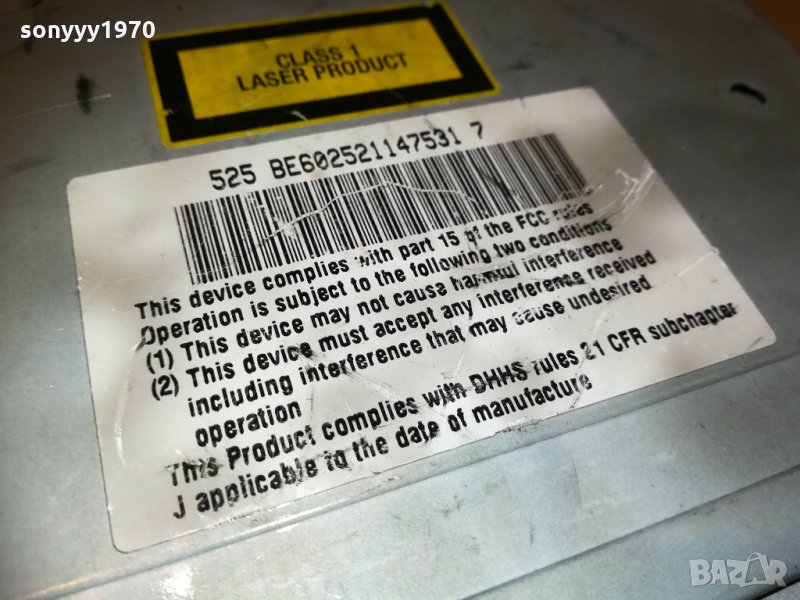 sonyyy1970
CLASS 1
LASER PRODUCT
525 BE602521147531 7
This device complies with part 15 of the FCC rules
Operation is subject to the following two conditions
(1) This device may not cause harmful interference
(2) This device must accept any interference received
including interference that may cause undesired
operation
This Product complies with DHHS rules 21 CFR subchapter
J applicable to the date of manufacture
BAZAR